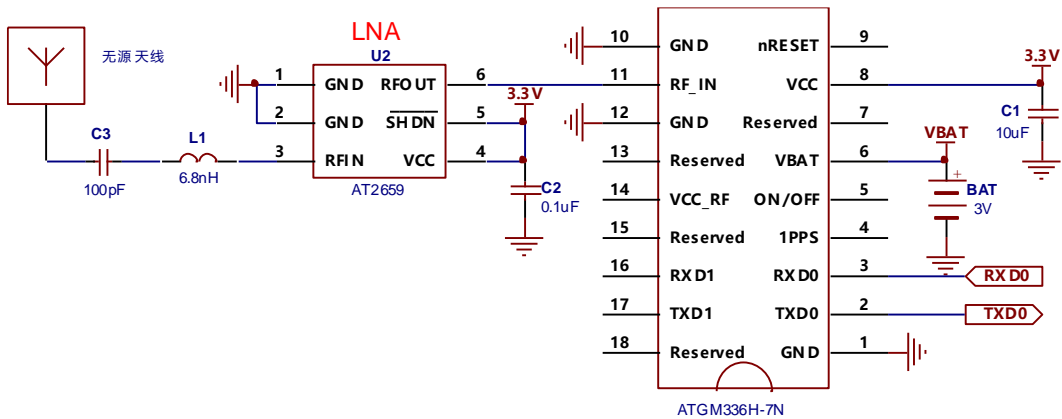 无源天线
C3
100pF
L1
6.8nH
LNA
U2
1 GND RFOUT 6
2 GND SHDN 5
3 RFIN VCC 4
AT2659
3.3V
C2
0.1uF
10 GND nRESET 9
11 RF_IN VCC 8
12 GND Reserved 7
13 Reserved VBAT 6
14 VCC_RF ON/OFF 5
15 Reserved 1PPS 4
16 RXD1 RXD0 3
17 TXD1 TXD0 2
18 Reserved GND 1
ATGM336H-7N
3.3V
C1
10uF
VBAT
+
BAT
3V
RXD0
TXD0